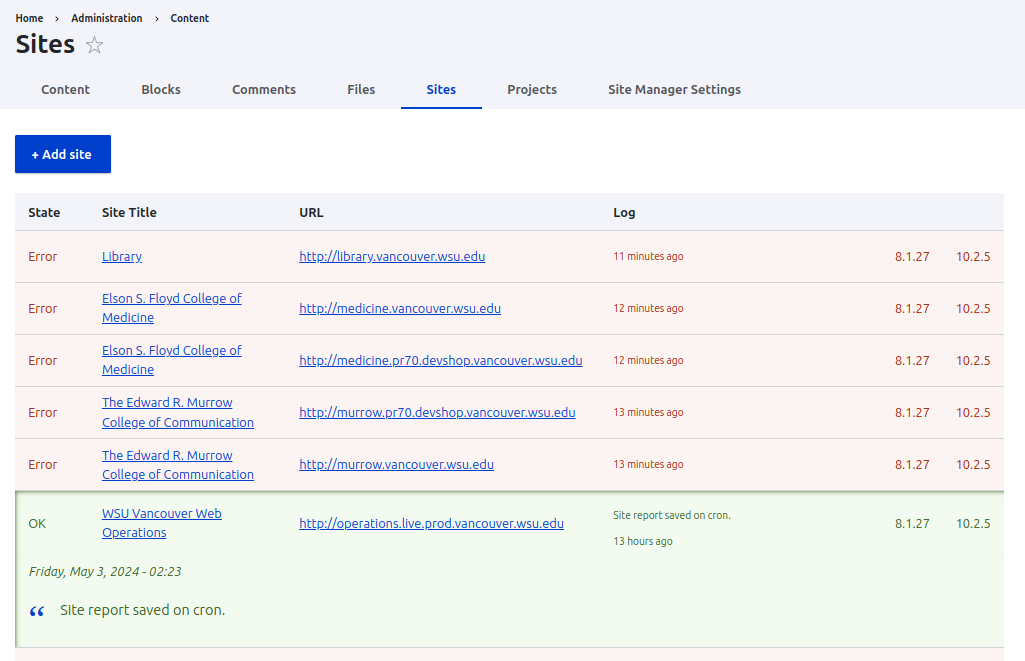 Home › Administration › Content
Sites ☆
Content Blocks Comments Files Sites Projects Site Manager Settings
+ Add site
State Site Title URL Log
Error Library http://library.vancouver.wsu.edu 11 minutes ago 8.1.27 10.2.5
Error Elson S. Floyd College of
Medicine http://medicine.vancouver.wsu.edu 12 minutes ago 8.1.27 10.2.5
Error Elson S. Floyd College of
Medicine http://medicine.pr70.devshop.vancouver.wsu.edu 12 minutes ago 8.1.27 10.2.5
Error The Edward R. Murrow
College of Communication http://murrow.pr70.devshop.vancouver.wsu.edu 13 minutes ago 8.1.27 10.2.5
Error The Edward R. Murrow
College of Communication http://murrow.vancouver.wsu.edu 13 minutes ago 8.1.27 10.2.5
OK WSU Vancouver Web
Operations http://operations.live.prod.vancouver.wsu.edu Site report saved on cron.
13 hours ago 8.1.27 10.2.5
Friday, May 3, 2024 - 02:23
“ Site report saved on cron.